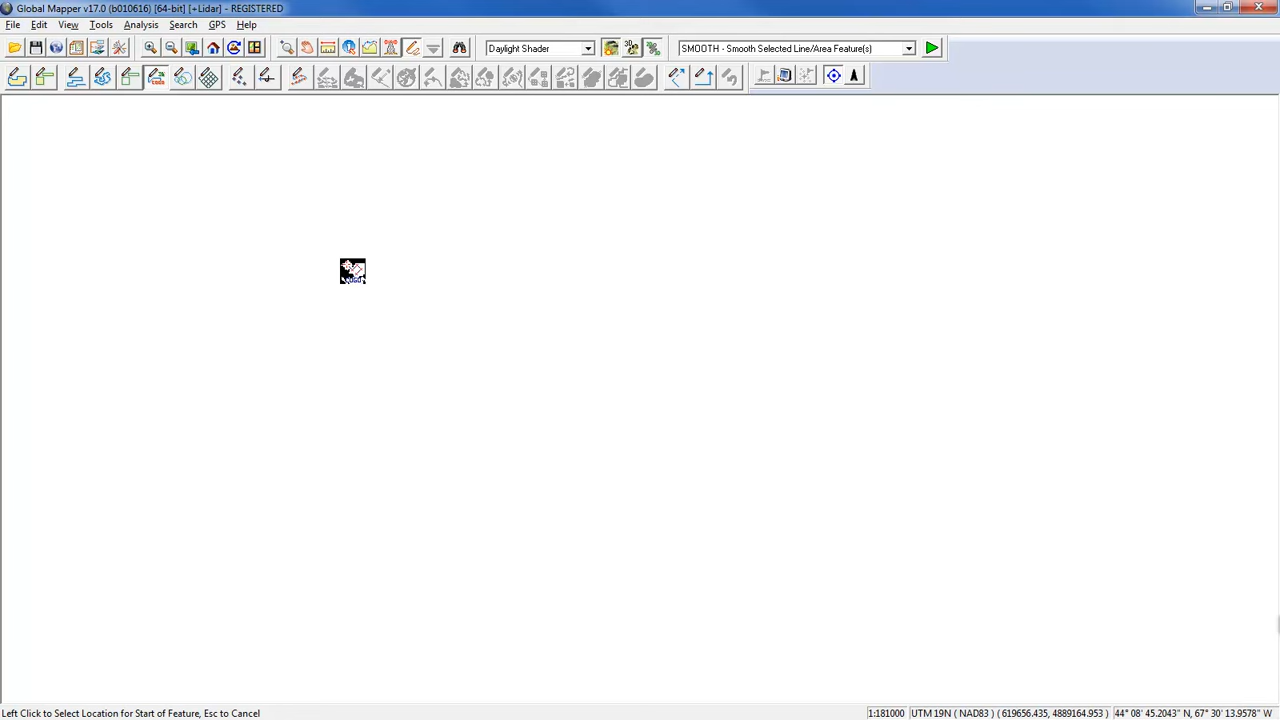 Global Mapper v17.0 (b010616) [64-bit] [+Lidar] - REGISTERED
File Edit View Tools Analysis Search GPS Help
Daylight Shader
3D
SMOOTH - Smooth Selected Line/Area Feature(s)
Left Click to Select Location for Start of Feature, Esc to Cancel
1:181000 UTM 19N ( NAD83 ) ( 619656.435, 4889164.953 ) 44° 08' 45.2043" N, 67° 30' 13.9578" W